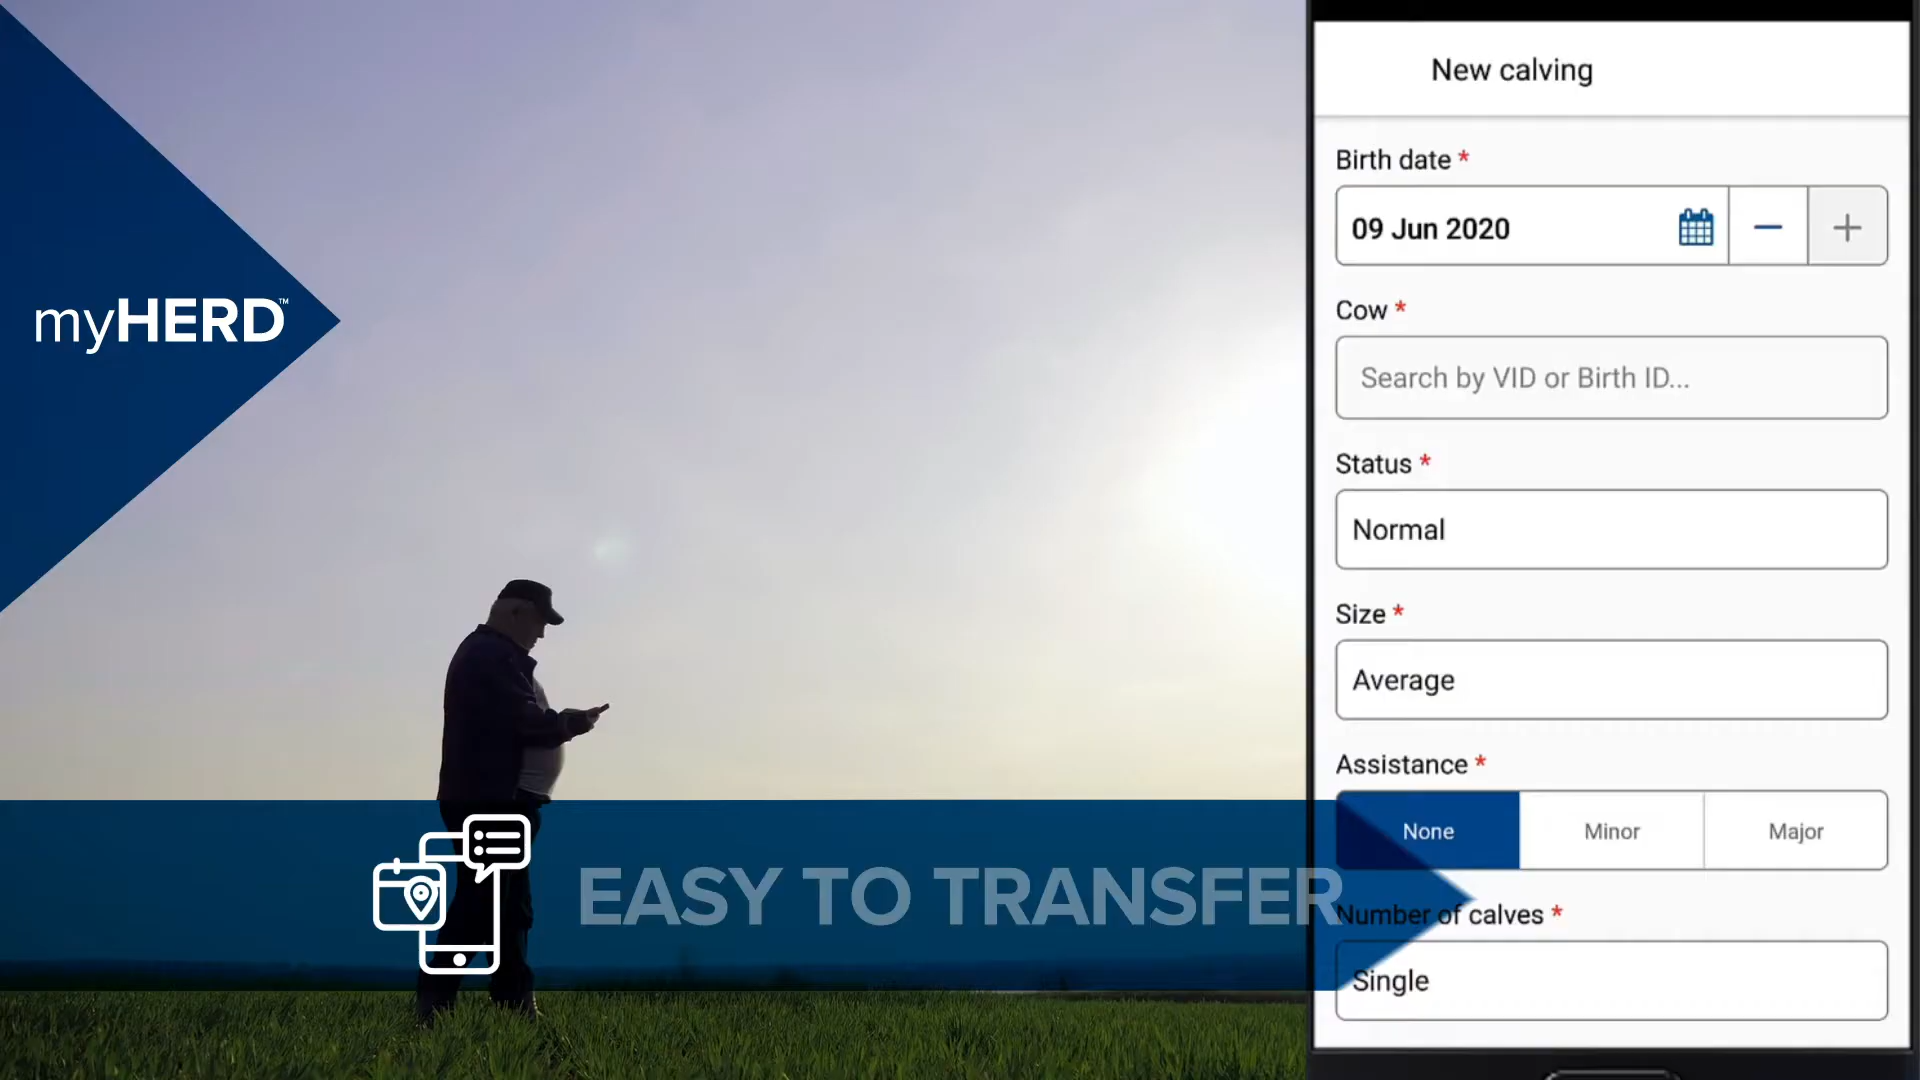 myHERD™
EASY TO TRANSFER
New calving
Birth date *
09 Jun 2020
Cow *
Search by VID or Birth ID...
Status *
Normal
Size *
Average
Assistance *
None Minor Major
Number of calves *
Single